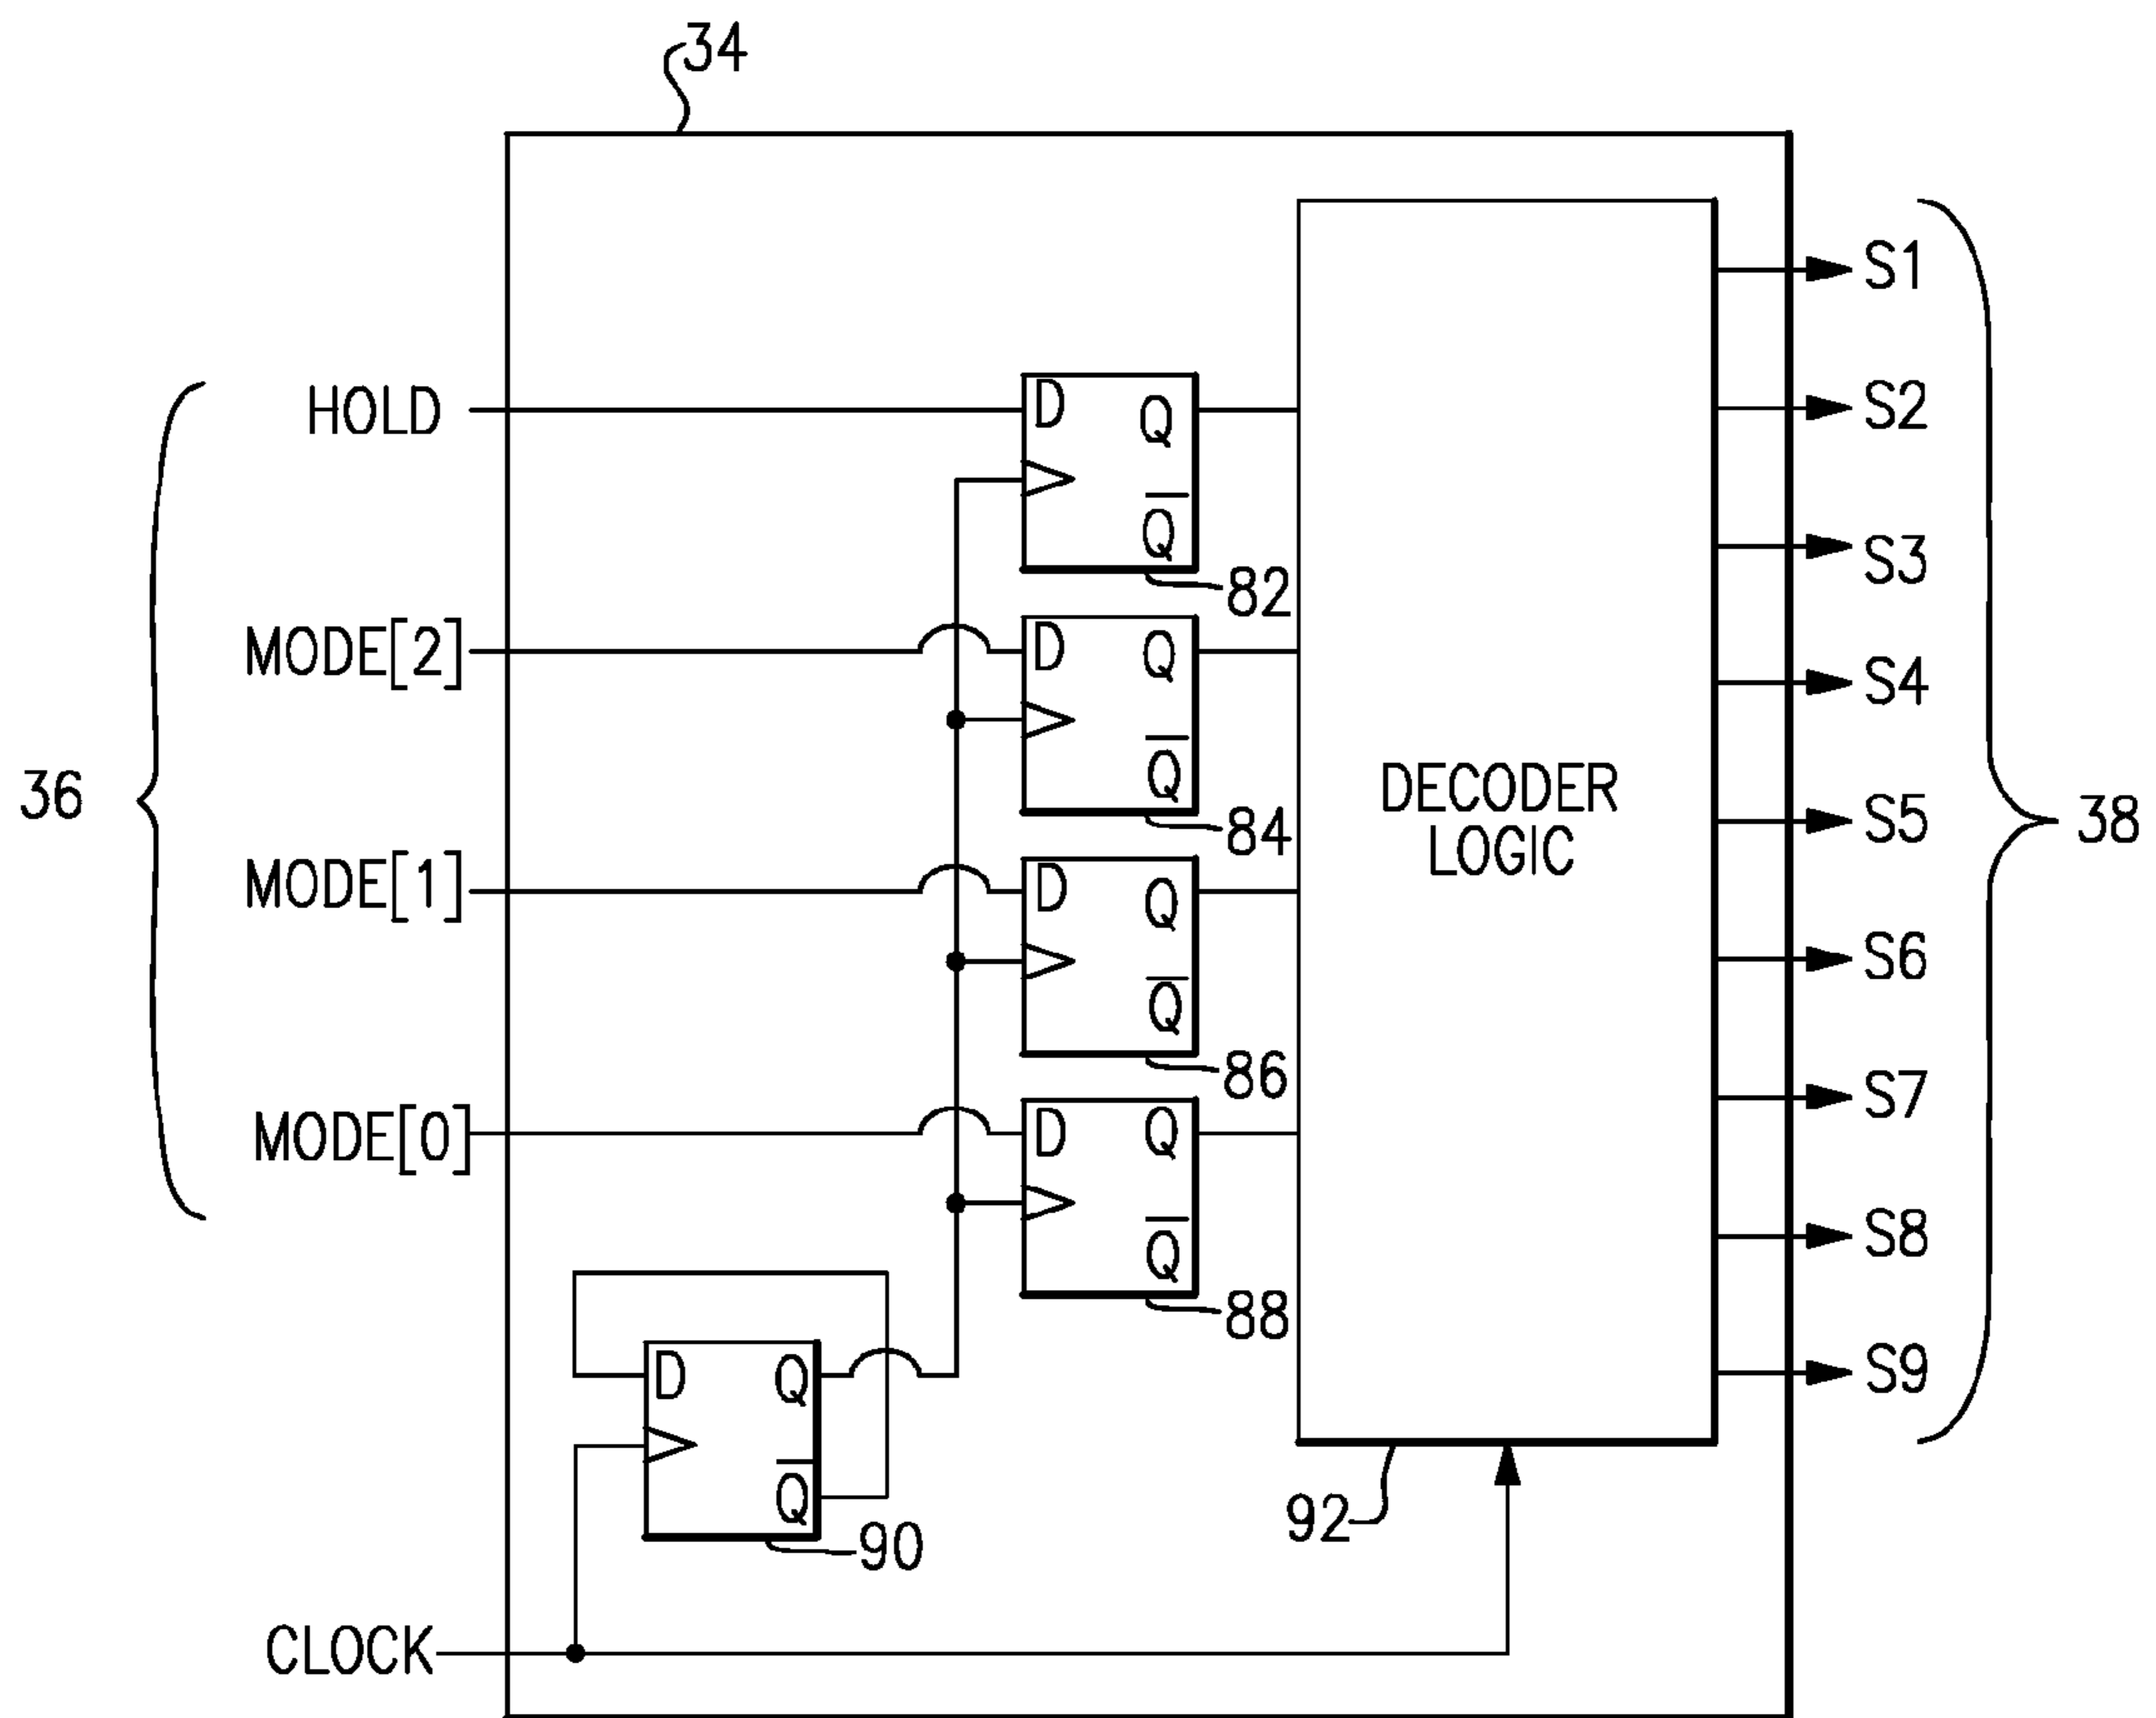 34
S1
HOLD
D
Q
S2
Q̅
S3
82
MODE[2]
D
Q
S4
Q̅
36
DECODER
LOGIC
84
S5
38
MODE[1]
D
Q
S6
Q̅
86
S7
MODE[0]
D
Q
S8
Q̅
88
D
Q
S9
Q̅
92
90
CLOCK